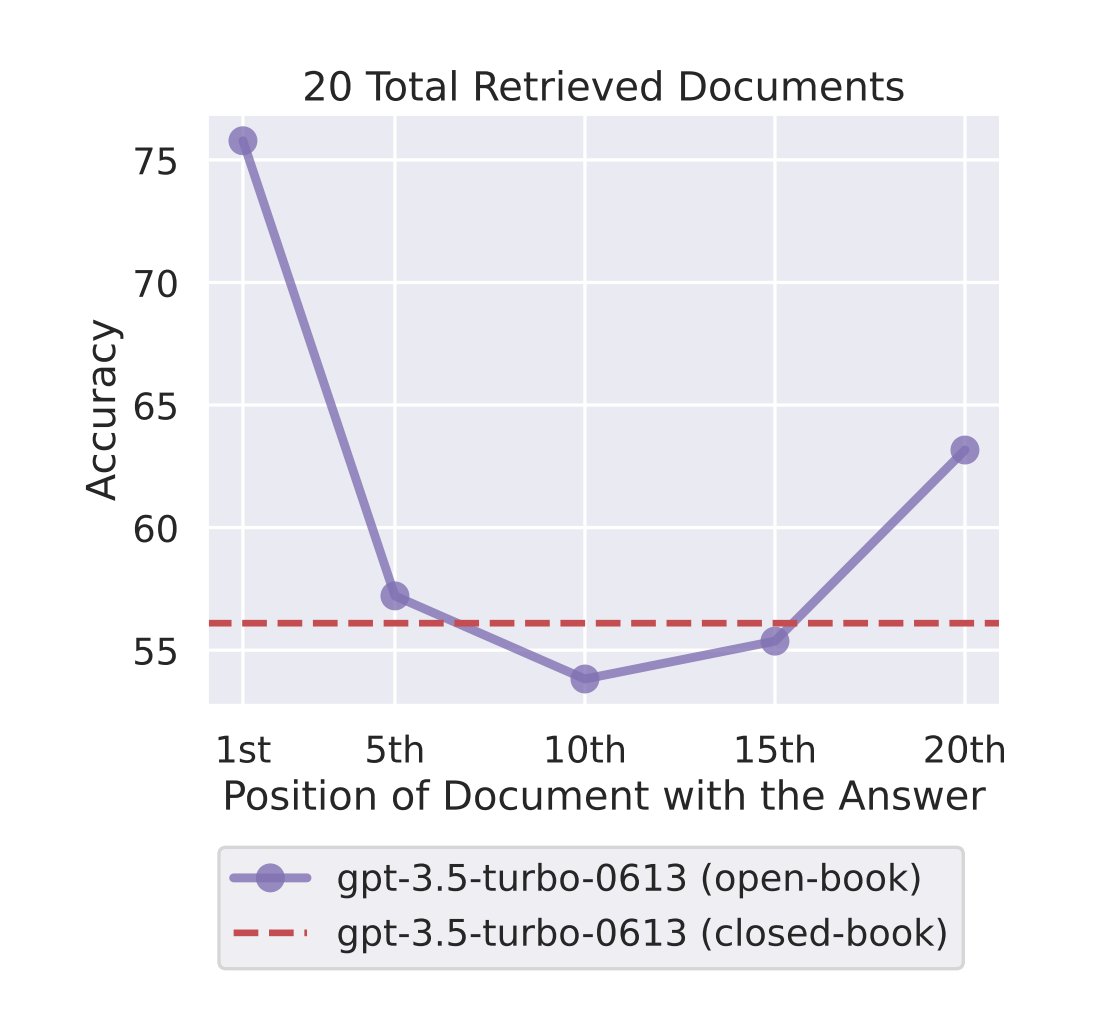 20 Total Retrieved Documents
75
70
65
60
55
Accuracy
1st 5th 10th 15th 20th
Position of Document with the Answer
gpt-3.5-turbo-0613 (open-book)
gpt-3.5-turbo-0613 (closed-book)